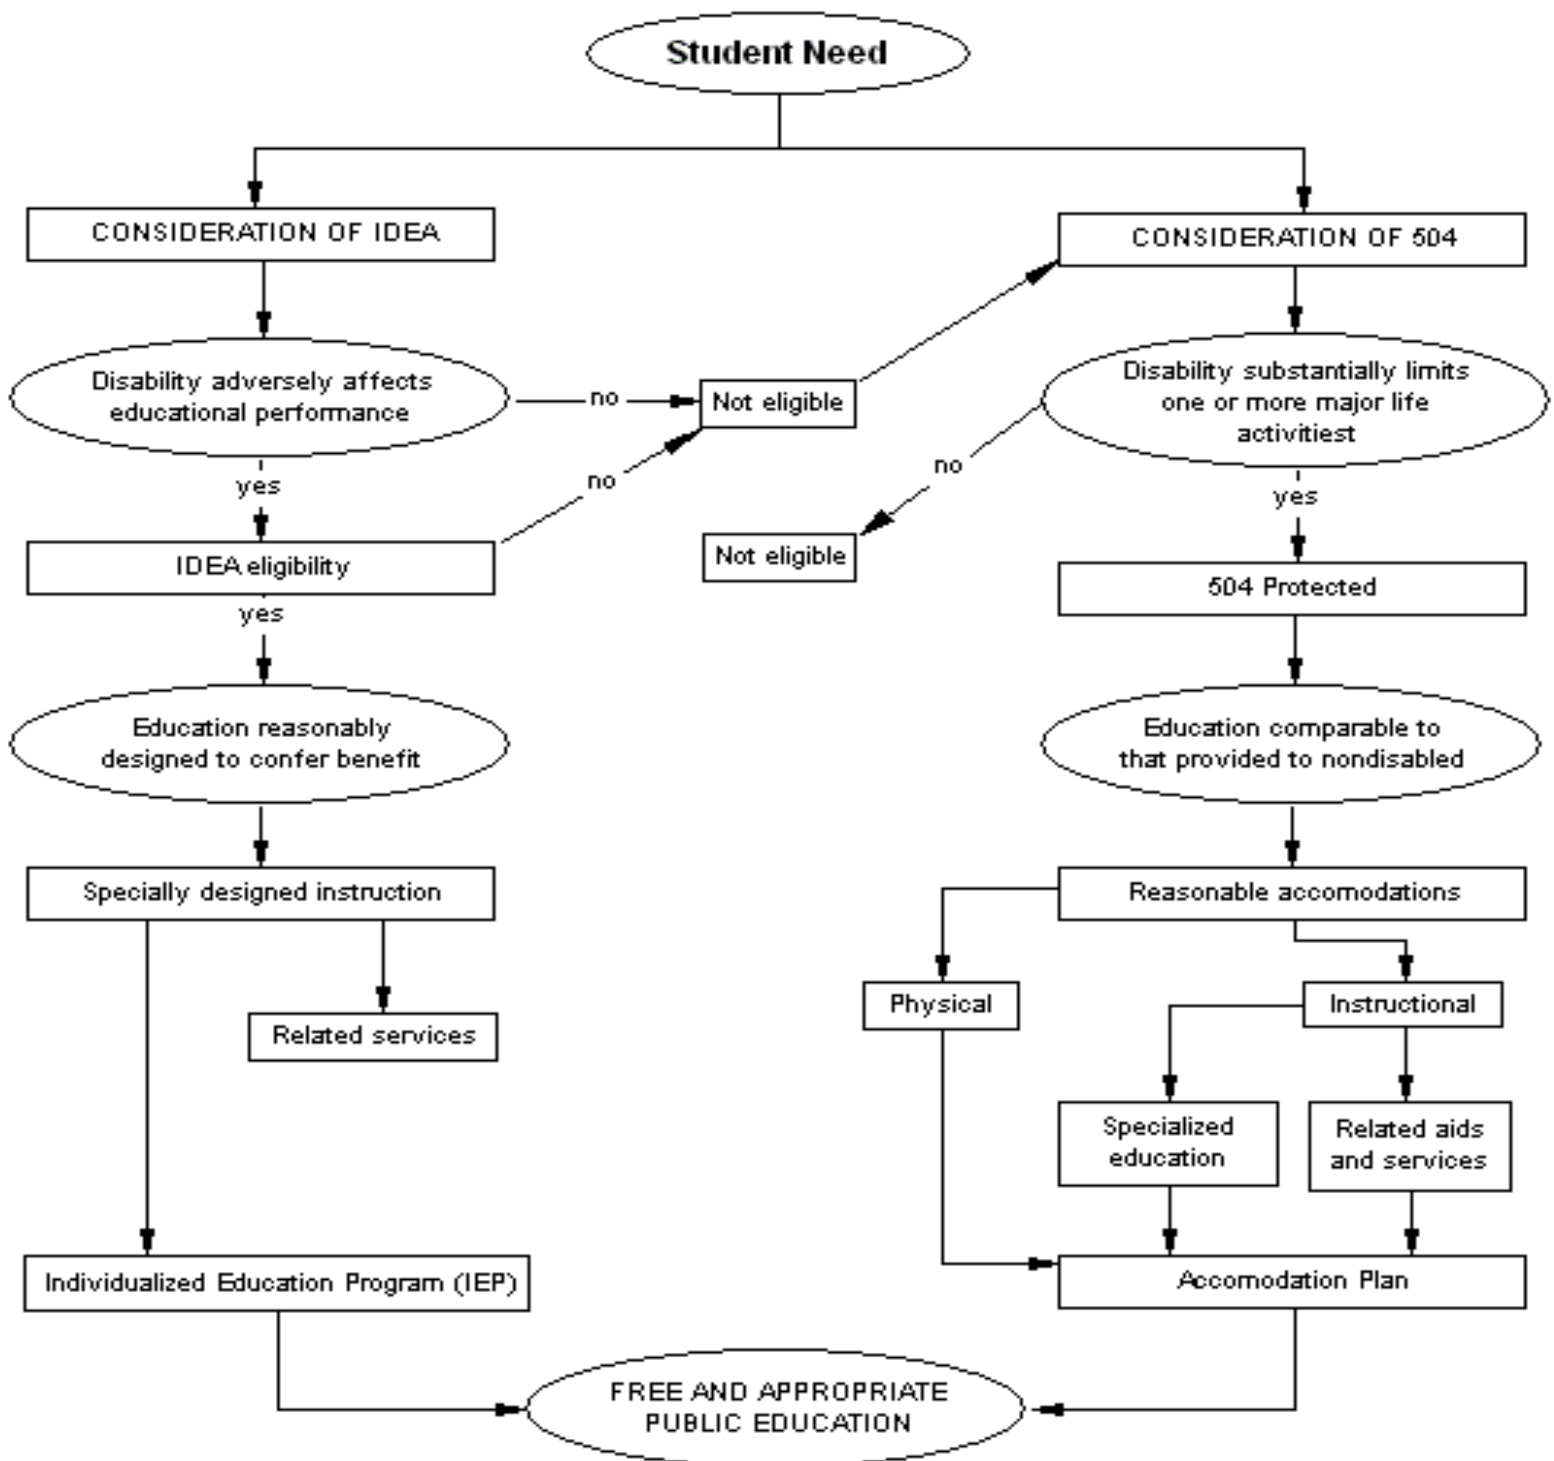 Student Need
CONSIDERATION OF IDEA
CONSIDERATION OF 504
Disability adversely affects
educational performance
no
Not eligible
Disability substantially limits
one or more major life
activitiest
yes
no
no
yes
IDEA eligibility
Not eligible
504 Protected
yes
Education reasonably
designed to confer benefit
Education comparable to
that provided to nondisabled
Specially designed instruction
Reasonable accomodations
Related services
Physical
Instructional
Specialized
education
Related aids
and services
Individualized Education Program (IEP)
Accomodation Plan
FREE AND APPROPRIATE
PUBLIC EDUCATION